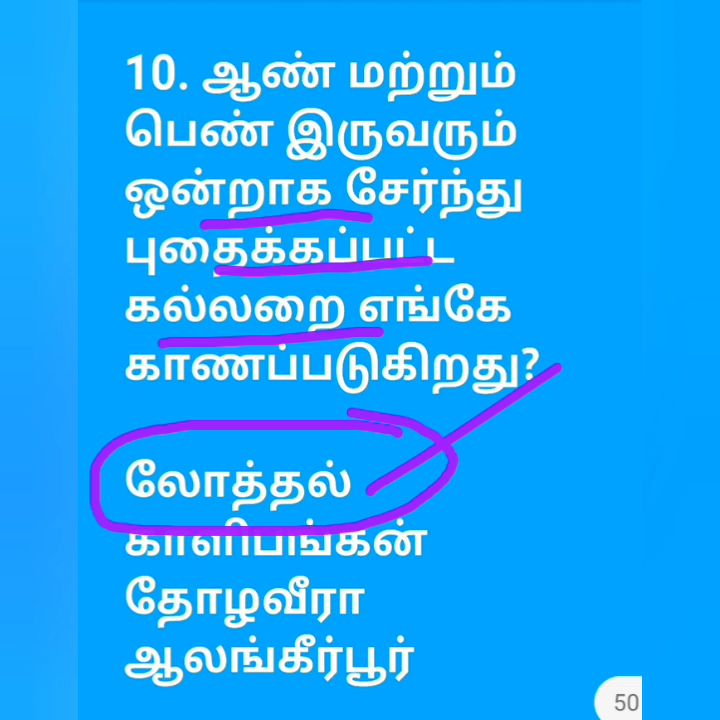 10. ஆண் மற்றும்
பெண் இருவரும்
ஒன்றாக சேர்ந்து
புதைக்கப்பட்ட
கல்லறை எங்கே
காணப்படுகிறது?
லோத்தல்
காளிபங்கன்
தோழவீரா
ஆலங்கீர்பூர்
50